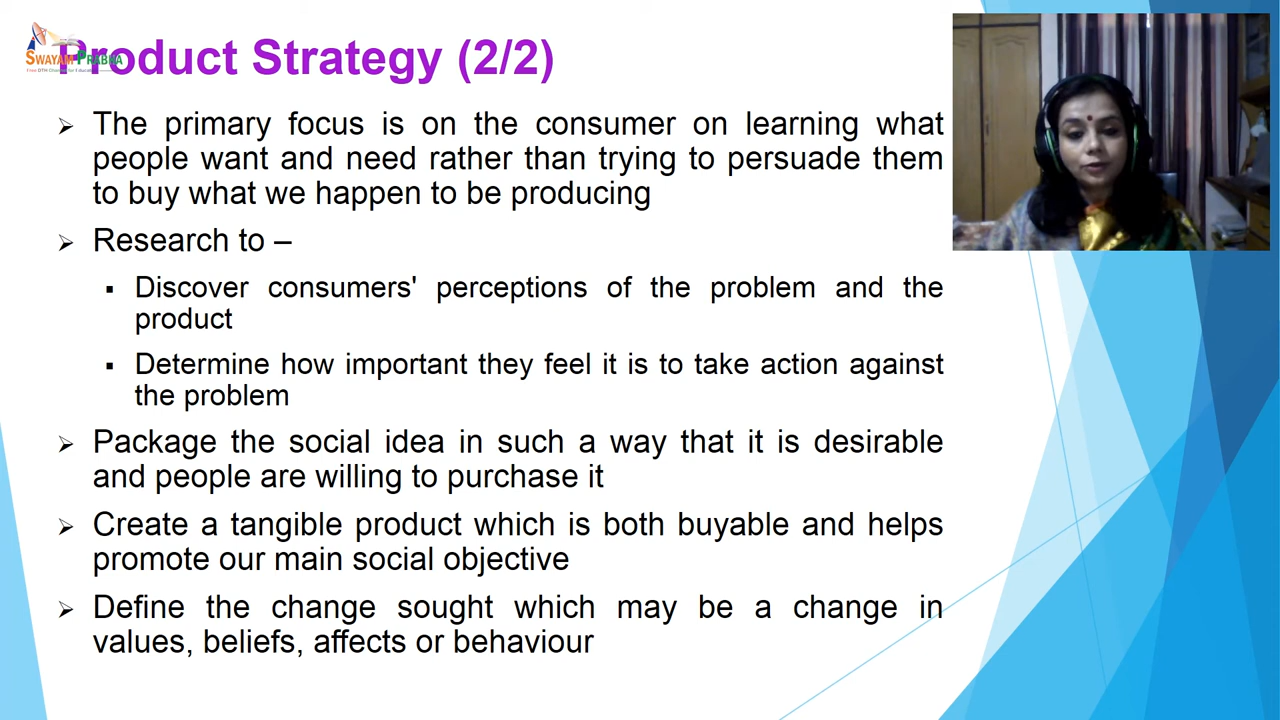 Product Strategy (2/2)
SWAYAM PRABHA
The primary focus is on the consumer on learning what
people want and need rather than trying to persuade them
to buy what we happen to be producing
Research to –
Discover consumers' perceptions of the problem and the
product
Determine how important they feel it is to take action against
the problem
Package the social idea in such a way that it is desirable
and people are willing to purchase it
Create a tangible product which is both buyable and helps
promote our main social objective
Define the change sought which may be a change in
values, beliefs, affects or behaviour